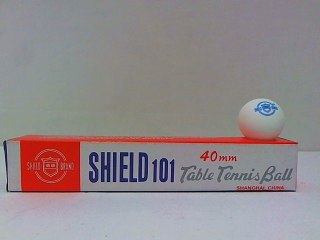 SHIELD BRAND
SHIELD 101
40mm
Table Tennis Ball
SHANGHAI, CHINA